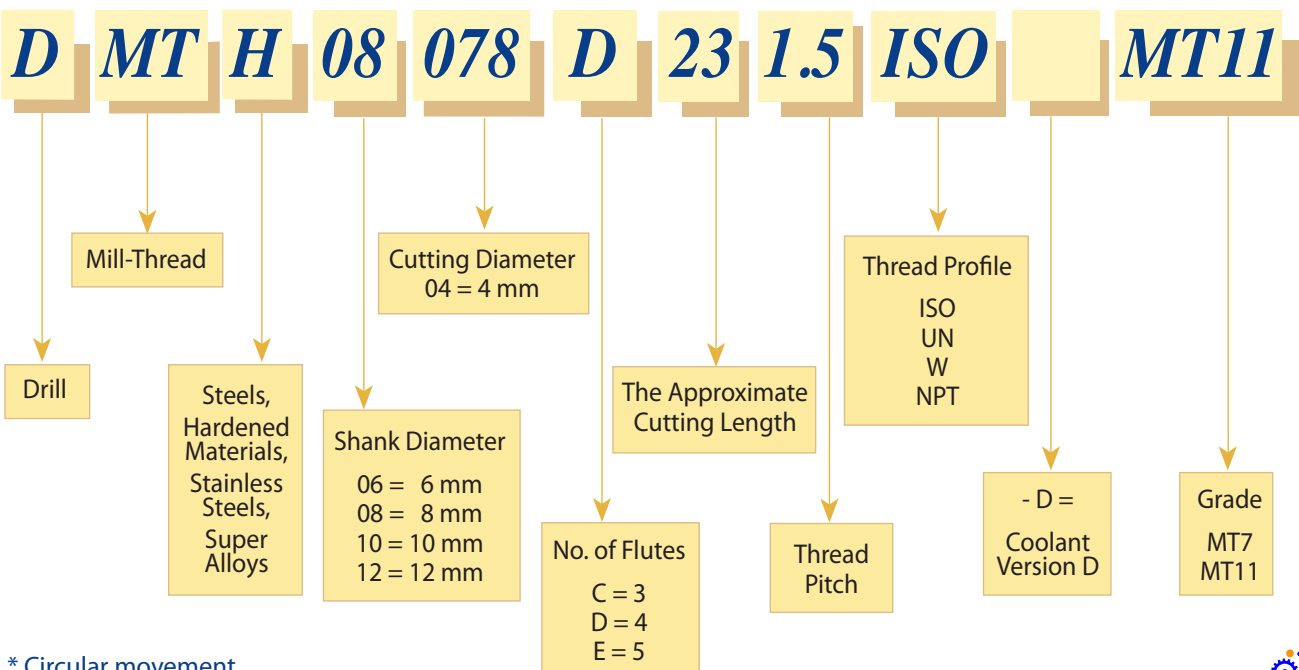 D MT H 08 078 D 23 1.5 ISO MT11
Mill-Thread
Cutting Diameter
04 = 4 mm
Thread Profile
ISO
UN
W
NPT
Drill
Steels,
Hardened
Materials,
Stainless
Steels,
Super
Alloys
Shank Diameter
06 = 6 mm
08 = 8 mm
10 = 10 mm
12 = 12 mm
The Approximate
Cutting Length
No. of Flutes
C = 3
D = 4
E = 5
Thread
Pitch
- D =
Coolant
Version D
Grade
MT7
MT11
* Circular movement